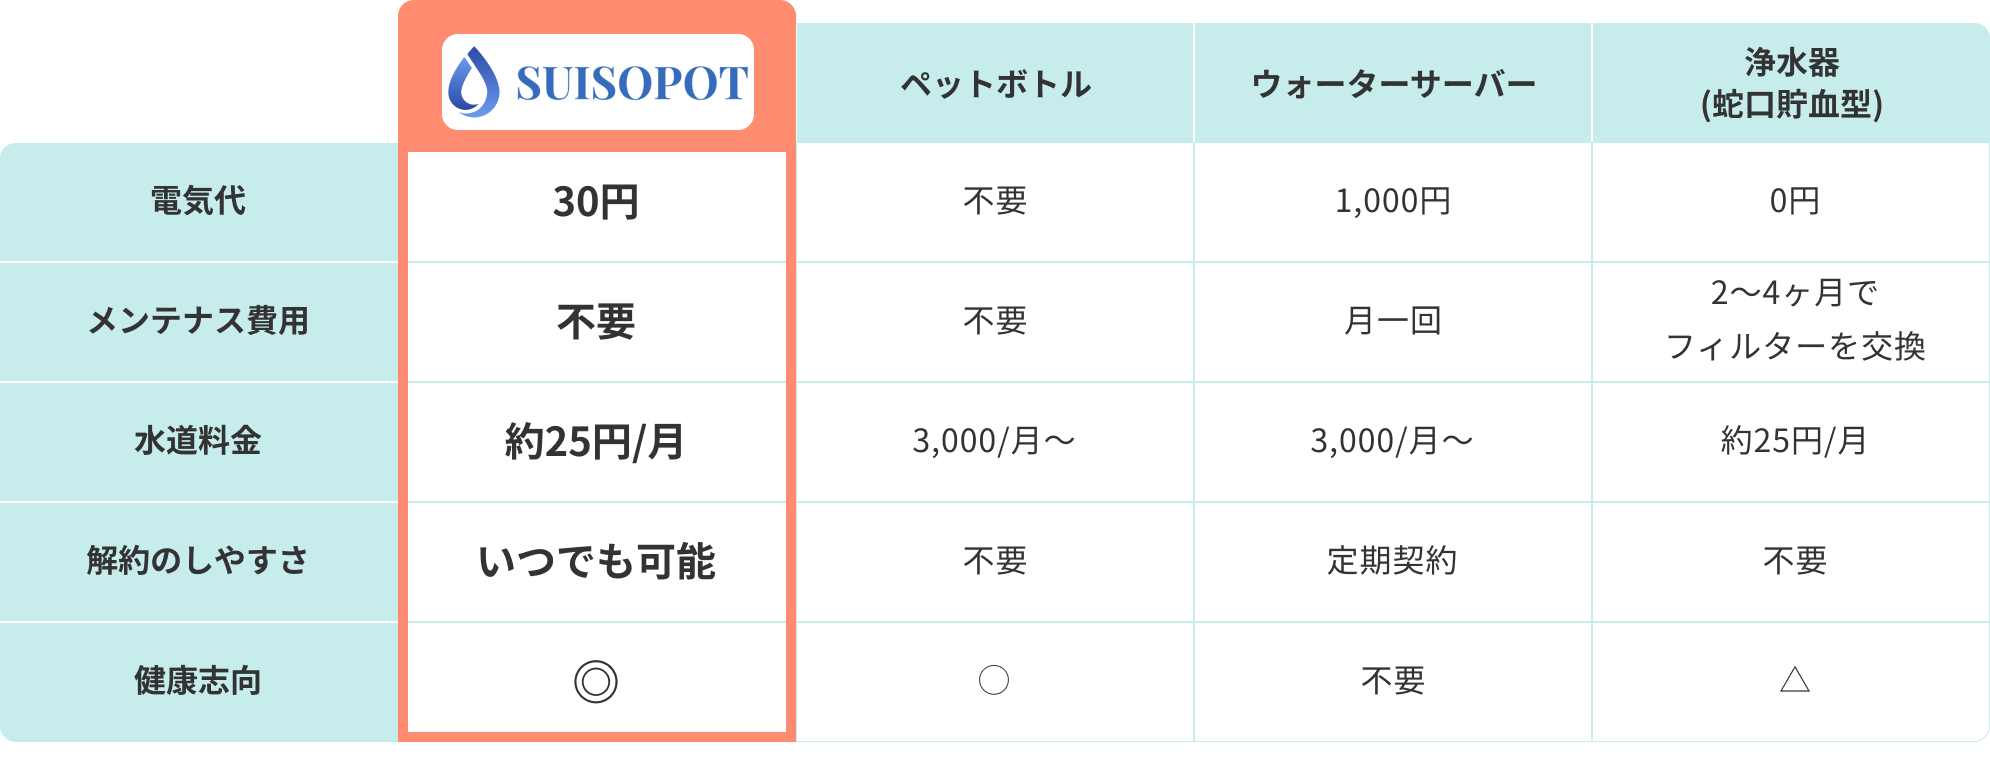 SUISOPOT
ペットボトル
ウォーターサーバー
浄水器
(蛇口貯血型)
電気代
30円
不要
1,000円
0円
メンテナス費用
不要
不要
月一回
2〜4ヶ月で
フィルターを交換
水道料金
約25円/月
3,000/月〜
3,000/月〜
約25円/月
解約のしやすさ
いつでも可能
不要
定期契約
不要
健康志向
◎
○
不要
△